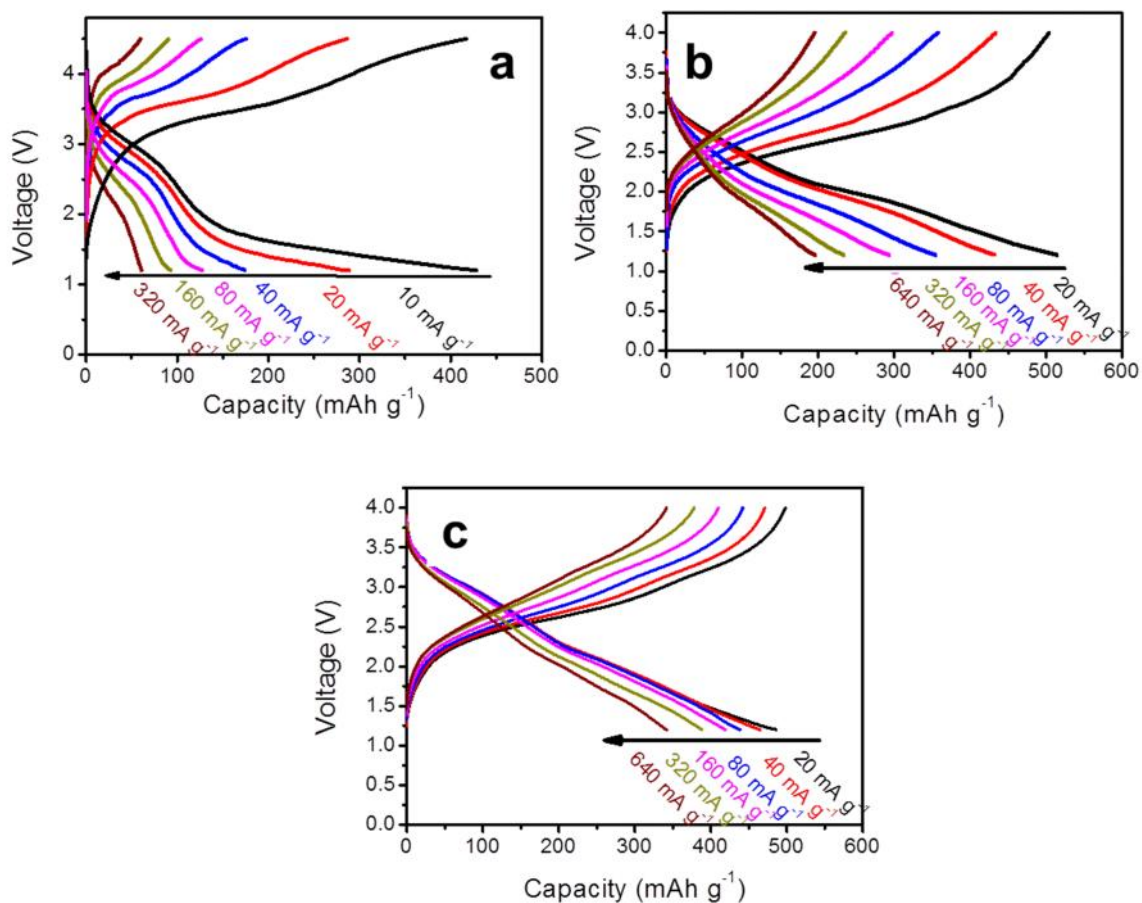 a
4
3
2
1
0
Voltage (V)
320 mA g⁻¹
160 mA g⁻¹
80 mA g⁻¹
40 mA g⁻¹
20 mA g⁻¹
10 mA g⁻¹
0 100 200 300 400 500
Capacity (mAh g⁻¹)
b
4.0
3.5
3.0
2.5
2.0
1.5
1.0
0.5
0.0
Voltage (V)
640 mA g⁻¹
320 mA g⁻¹
160 mA g⁻¹
80 mA g⁻¹
40 mA g⁻¹
20 mA g⁻¹
0 100 200 300 400 500 600
Capacity (mAh g⁻¹)
c
4.0
3.5
3.0
2.5
2.0
1.5
1.0
0.5
0.0
Voltage (V)
640 mA g⁻¹
320 mA g⁻¹
160 mA g⁻¹
80 mA g⁻¹
40 mA g⁻¹
20 mA g⁻¹
0 100 200 300 400 500 600
Capacity (mAh g⁻¹)